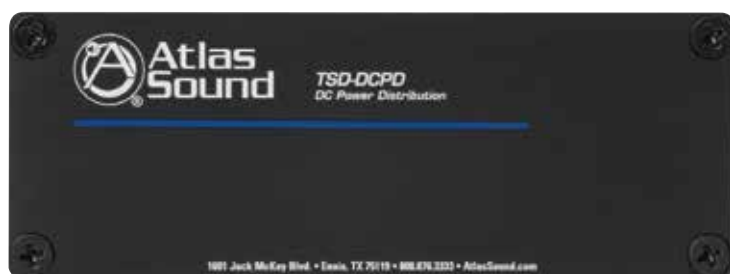 Atlas
Sound
®
TSD-DCPD
DC Power Distribution
1601 Jack McKay Blvd. • Ennis, TX 75119 • 800.876.3333 • AtlasSound.com